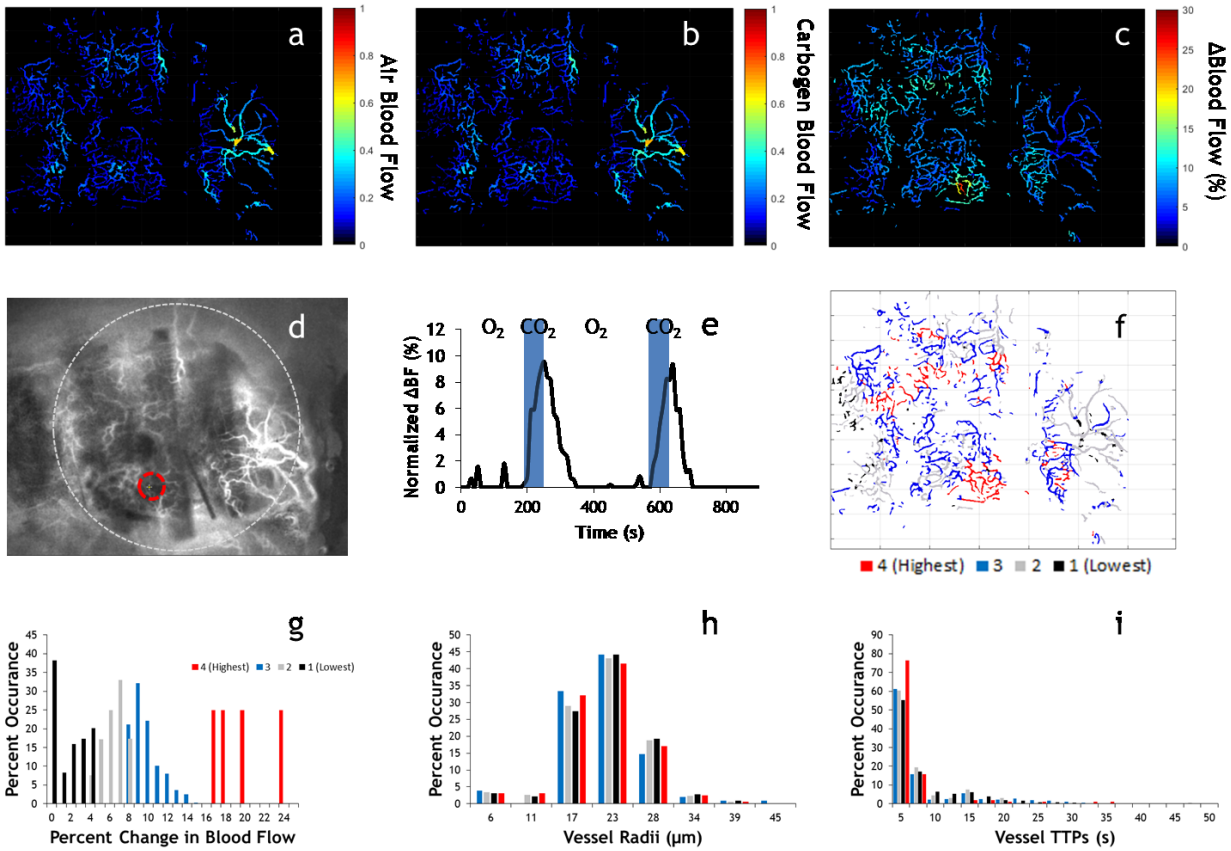 a
1
0.8
0.6
0.4
0.2
0
A1r Blood Flow
b
1
0.8
0.6
0.4
0.2
0
Carbogen Blood Flow
c
30
25
20
15
10
5
0
ΔBlood Flow (%)
d
e
O2 CO2 O2 CO2
Normalized ΔBF (%)
12
10
8
6
4
2
0
0 200 400 600 800
Time (s)
f
4 (Highest) 3 2 1 (Lowest)
g
Percent Occurance
45
40
35
30
25
20
15
10
5
0
4 (Highest) 3 2 1 (Lowest)
0 2 4 6 8 10 12 14 16 18 20 22 24
Percent Change in Blood Flow
h
Percent Occurance
50
45
40
35
30
25
20
15
10
5
0
6 11 17 23 28 34 39 45
Vessel Radii (μm)
i
Percent Occurance
90
80
70
60
50
40
30
20
10
0
5 5 10 15 20 25 30 35 40 45 50
Vessel TTPs (s)